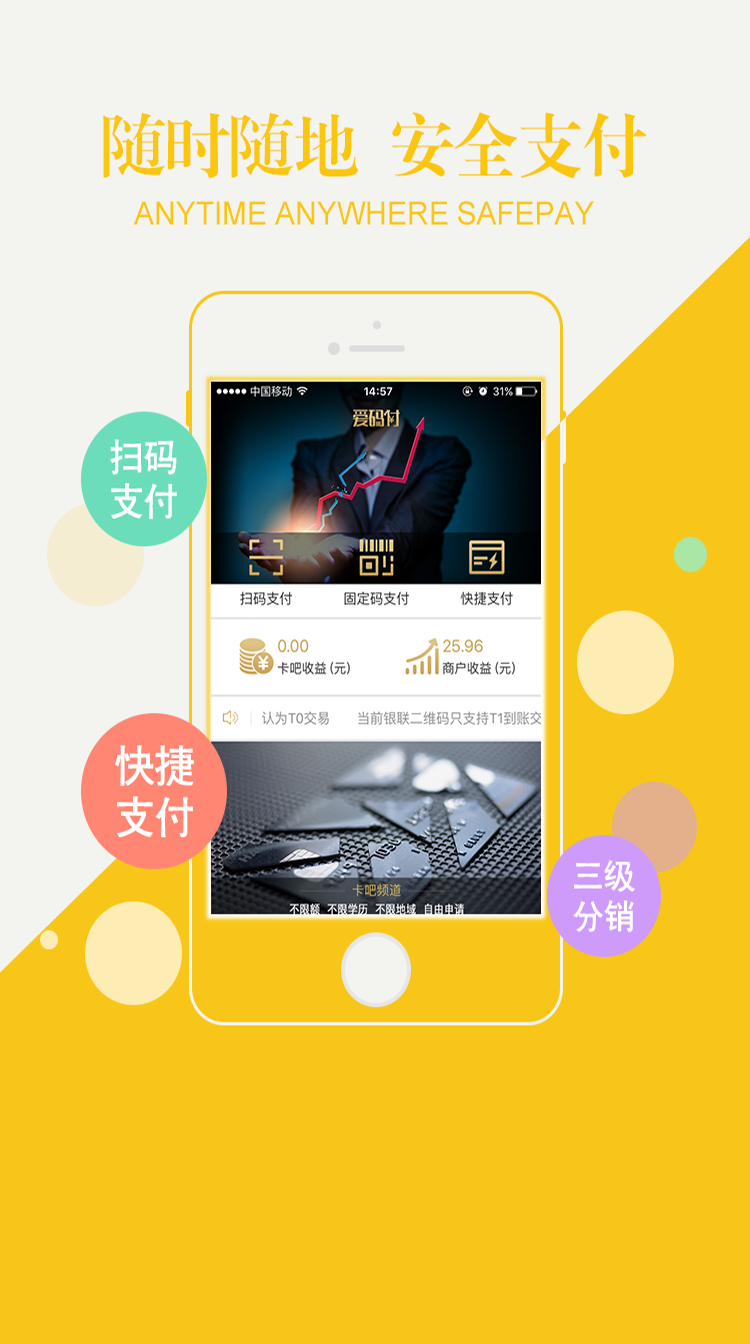 随时随地 安全支付
ANYTIME ANYWHERE SAFEPAY
中国移动 14:57 31%
爱码付
扫码
支付
扫码支付 固定码支付 快捷支付
0.00
卡吧收益(元)
25.96
商户收益(元)
认为T0交易 当前银联二维码只支持T1到账交
快捷
支付
三级
分销
卡吧频道
不限额 不限学历 不限地域 自由申请